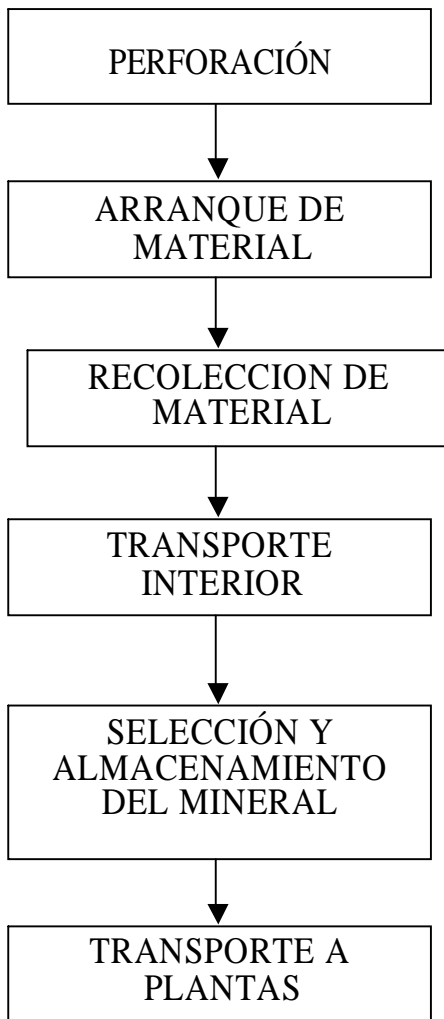 PERFORACIÓN
ARRANQUE DE
MATERIAL
RECOLECCION DE
MATERIAL
TRANSPORTE
INTERIOR
SELECCIÓN Y
ALMACENAMIENTO
DEL MINERAL
TRANSPORTE A
PLANTAS